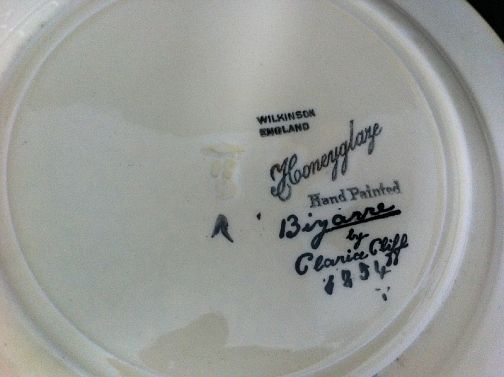 WILKINSON
ENGLAND
Honeyglaze
Hand Painted
Bizarre
by
Clarice Cliff